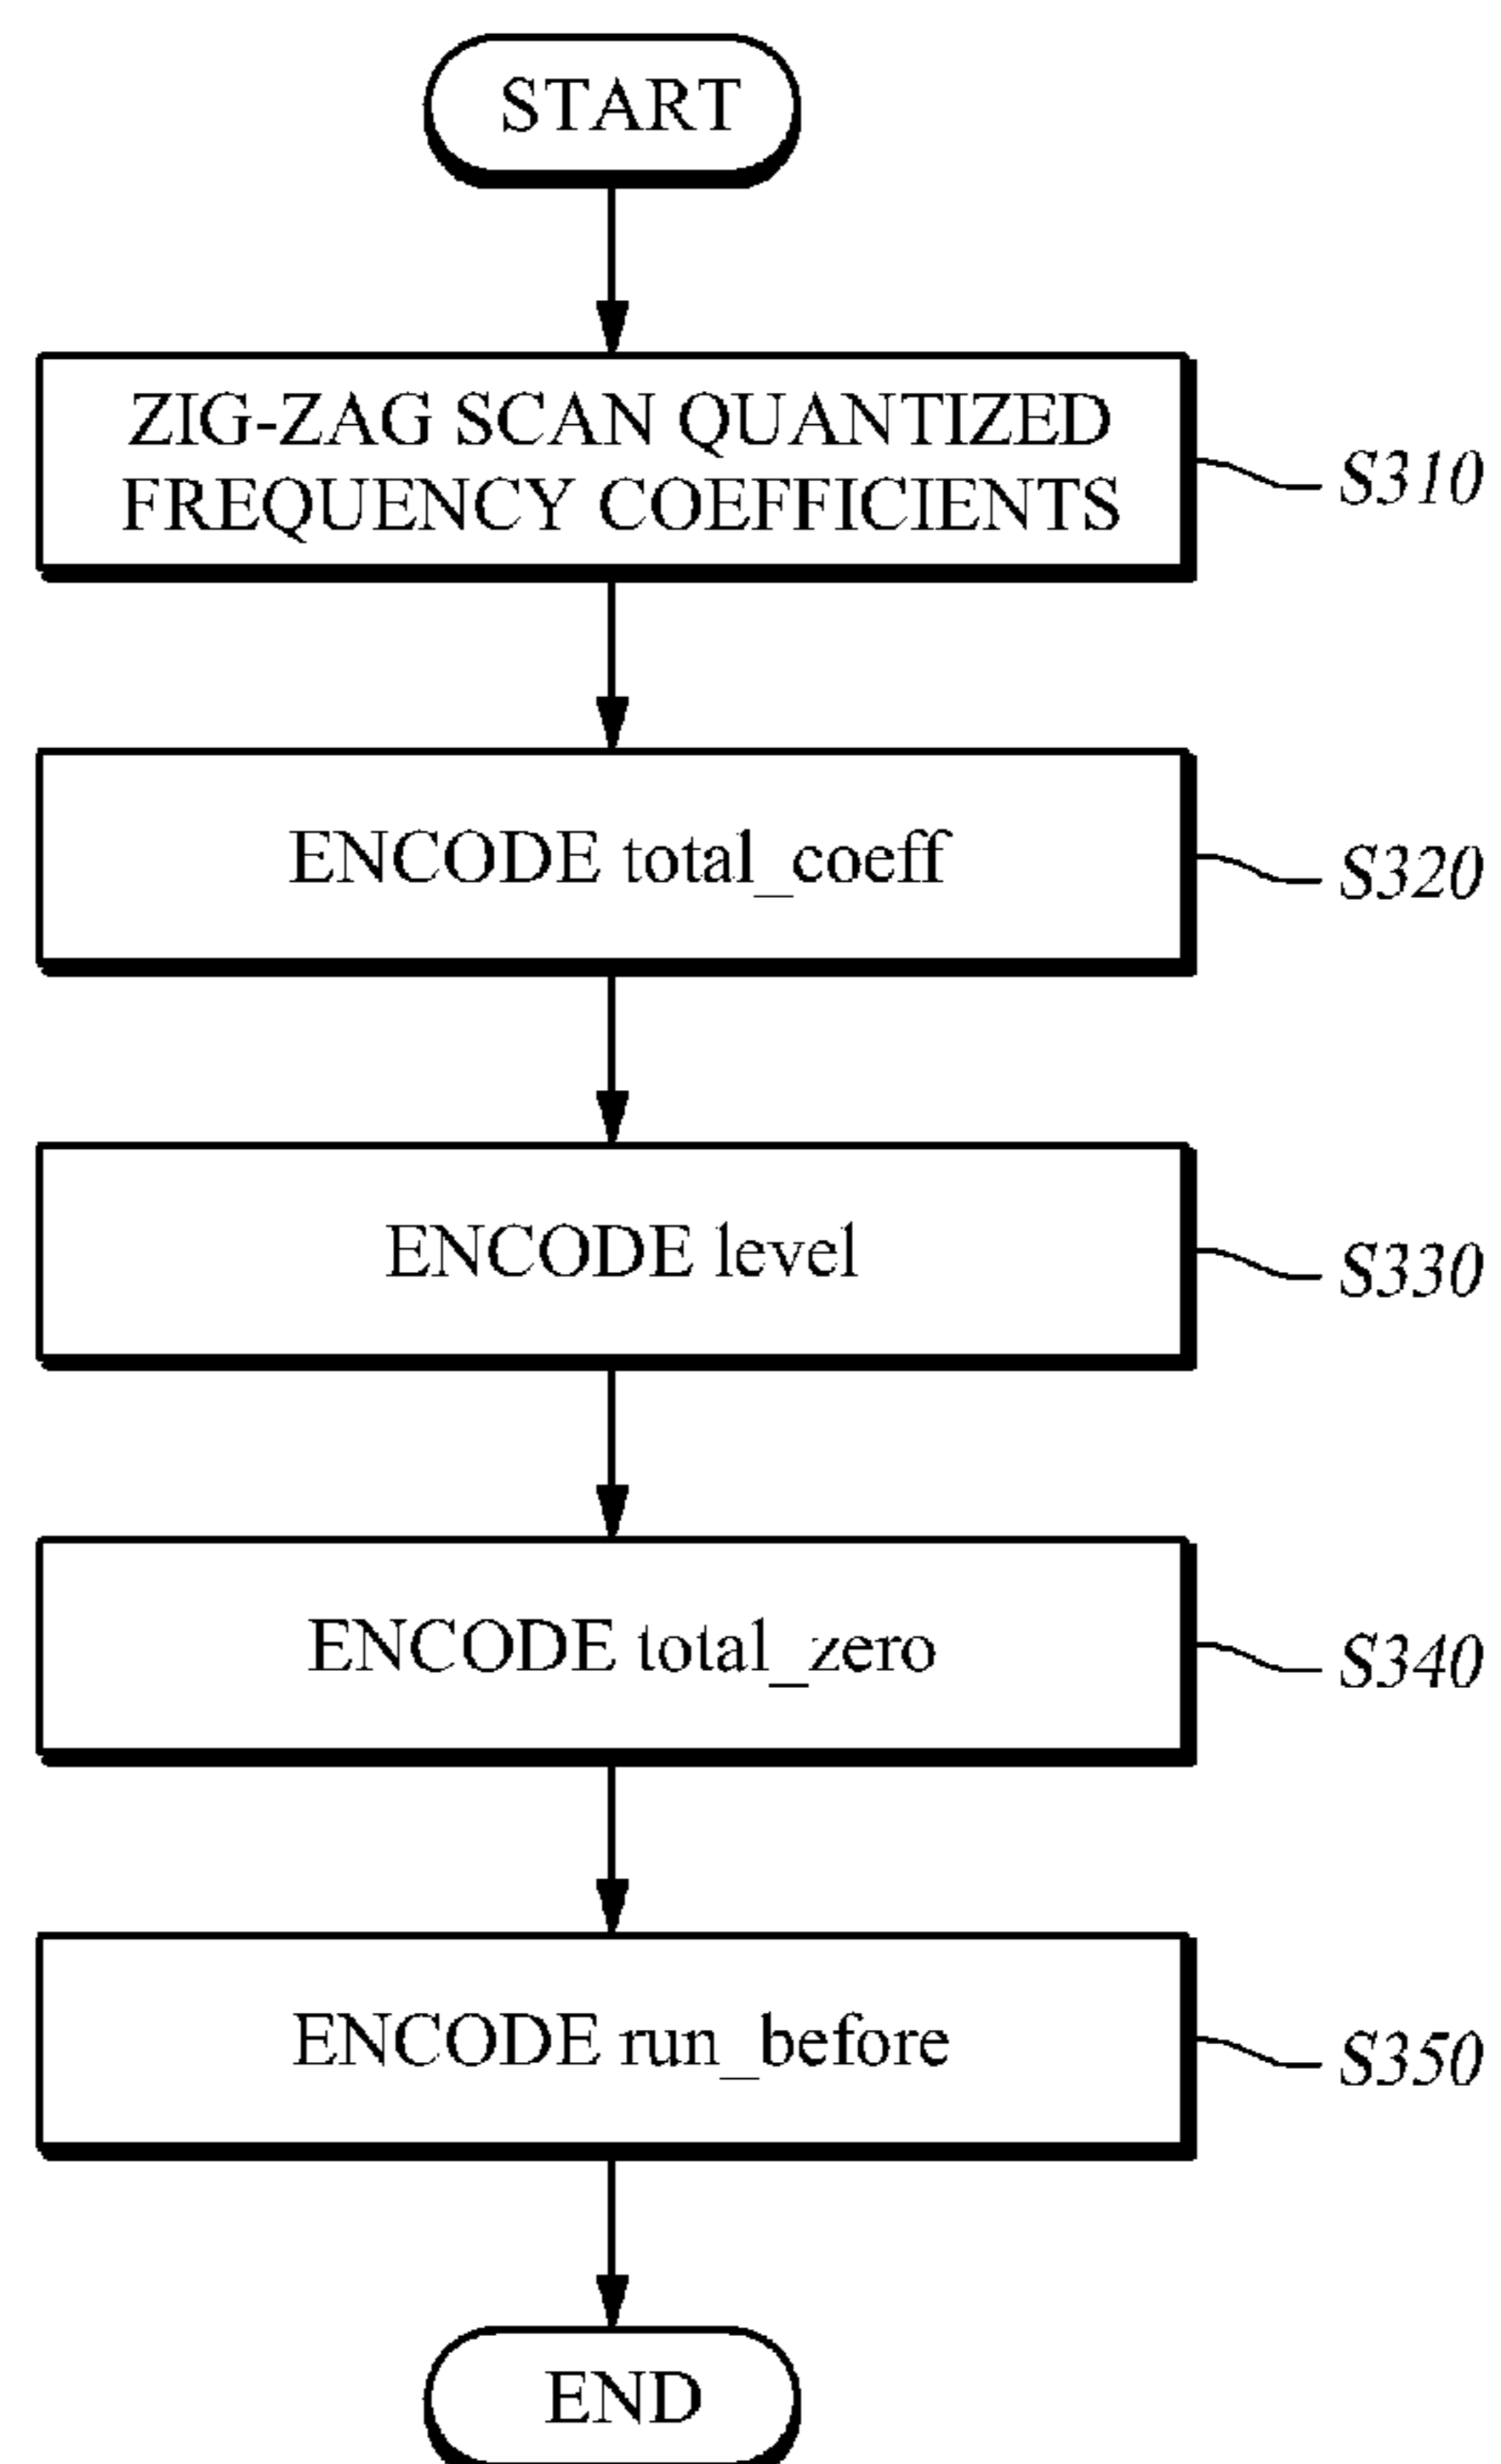 START
ZIG-ZAG SCAN QUANTIZED
FREQUENCY COEFFICIENTS
S310
ENCODE total_coeff
S320
ENCODE level
S330
ENCODE total_zero
S340
ENCODE run_before
S350
END